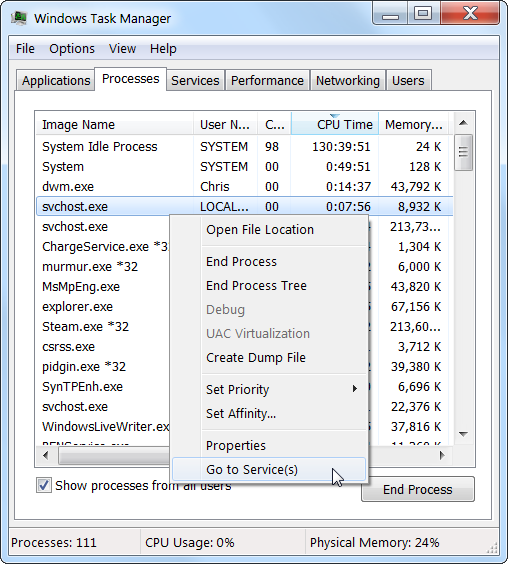 Windows Task Manager
File Options View Help
Applications Processes Services Performance Networking Users
Image Name User N... C... CPU Time Memory...
System Idle Process SYSTEM 98 130:39:51 24 K
System SYSTEM 00 0:49:51 128 K
dwm.exe Chris 00 0:14:37 43,792 K
svchost.exe LOCAL... 00 0:07:56 8,932 K
svchost.exe 213,73...
ChargeService.exe *32 1,304 K
murmur.exe *32 6,000 K
MsMpEng.exe 43,820 K
explorer.exe 67,156 K
Steam.exe *32 213,60...
csrss.exe 3,712 K
pidgin.exe *32 4,364 K
SynTPEnh.exe
svchost.exe 22,376 K
WindowsLiveWriter.exe 37,816 K
Open File Location
End Process
End Process Tree
Debug
UAC Virtualization
Create Dump File
Set Priority
Set Affinity...
Properties
Go to Service(s)
Show processes from all users
End Process
Processes: 111 CPU Usage: 0% Physical Memory: 24%